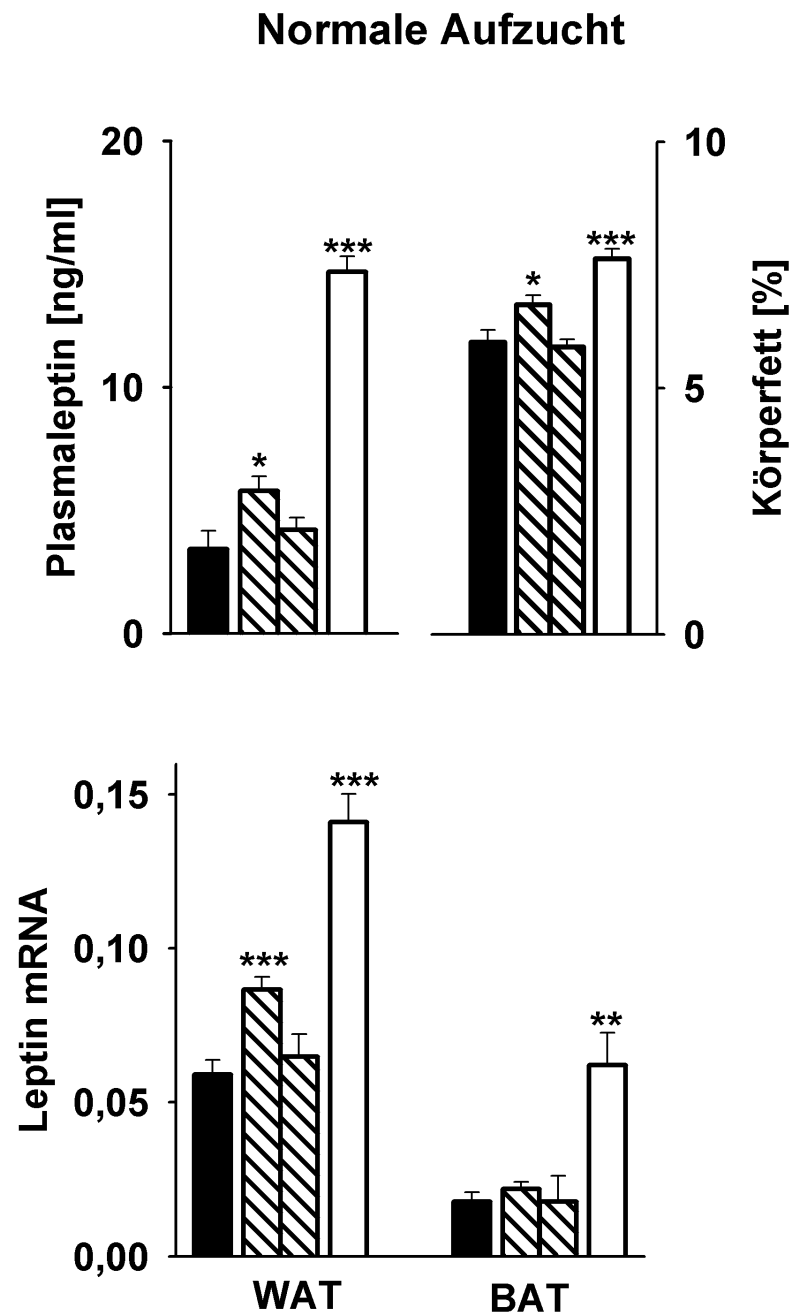 Normale Aufzucht
Plasmaleptin [ng/ml]
20
10
0
***
*
***
*
10
5
0
Körperfett [%]
Leptin mRNA
0,15
0,10
0,05
0,00
***
***
**
WAT
BAT